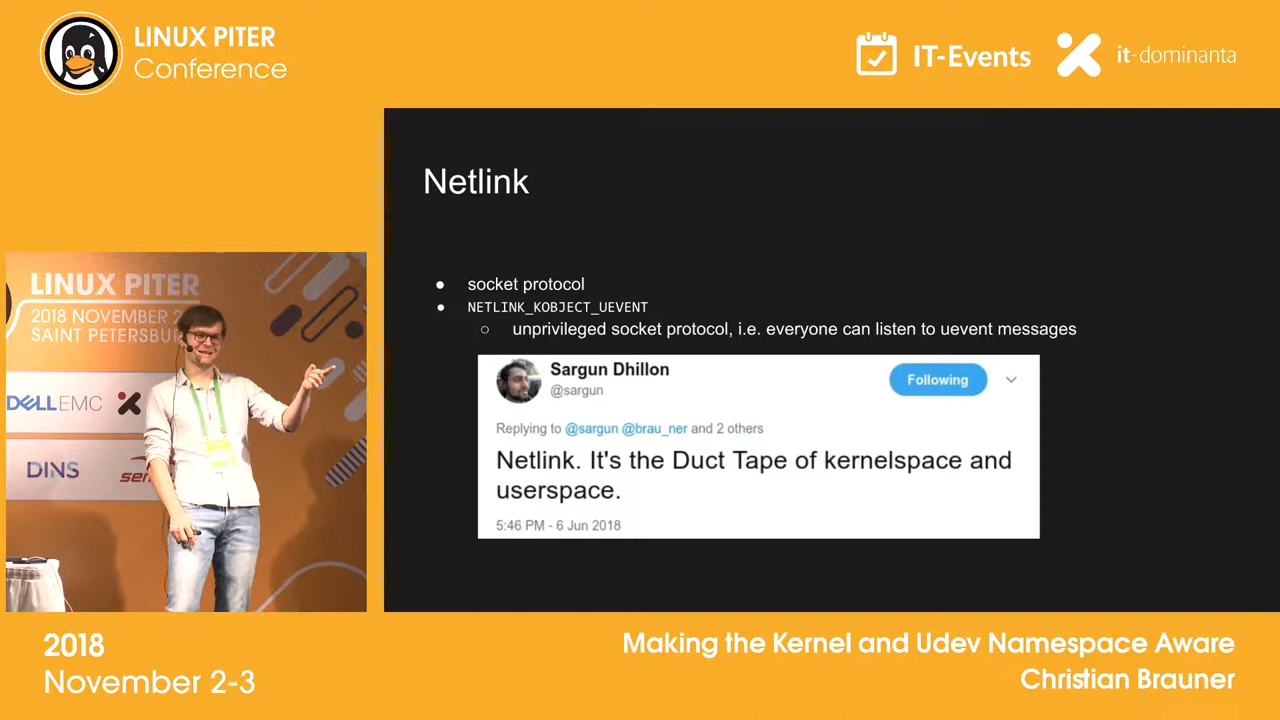 LINUX PITER
Conference
IT-Events
it-dominanta
Netlink
● socket protocol
● NETLINK_KOBJECT_UEVENT
○ unprivileged socket protocol, i.e. everyone can listen to uevent messages
Sargun Dhillon
@sargun
Following
Replying to @sargun @brau_ner and 2 others
Netlink. It's the Duct Tape of kernelspace and
userspace.
5:46 PM - 6 Jun 2018
LINUX PITER
2018 NOVEMBER 2
SAINT PETERSBU
DELLEMC
DINS
2018
November 2-3
Making the Kernel and Udev Namespace Aware
Christian Brauner